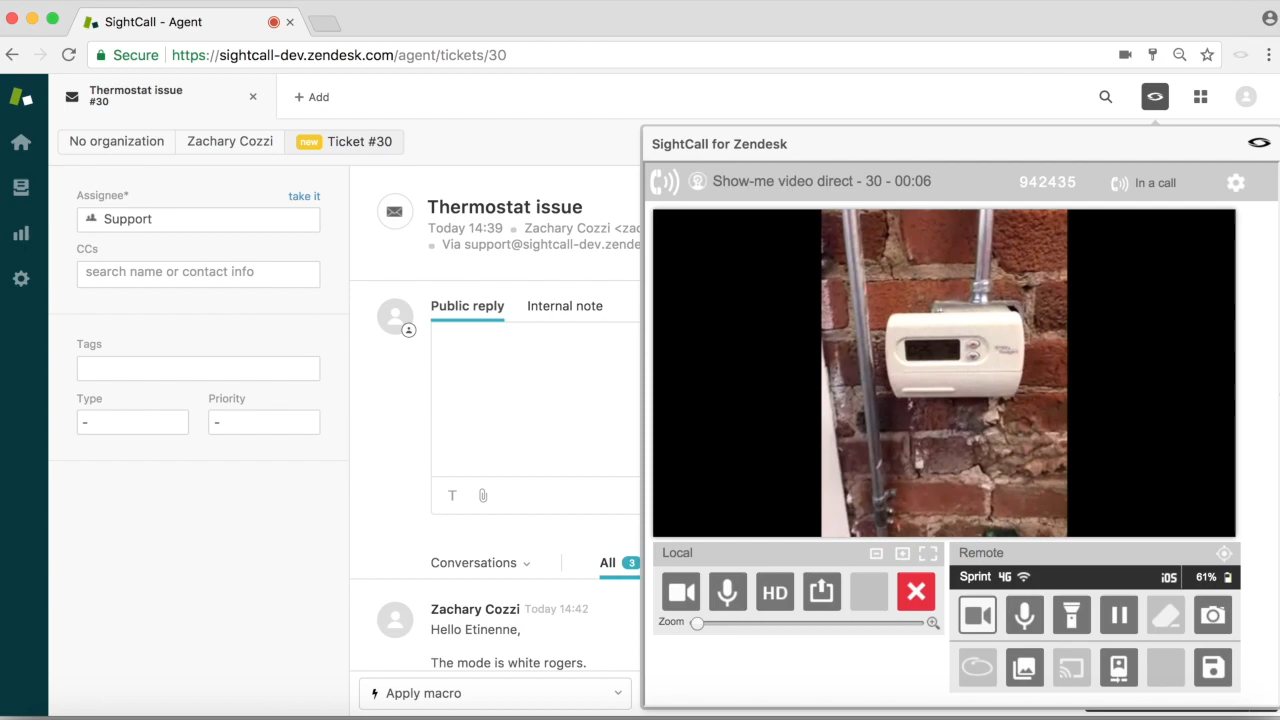 SightCall - Agent
Secure
https://sightcall-dev.zendesk.com/agent/tickets/30
Thermostat issue
#30
+ Add
No organization
Zachary Cozzi
new Ticket #30
Assignee*
take it
Support
CCs
search name or contact info
Tags
Type
Priority
-
-
Thermostat issue
Today 14:39
Zachary Cozzi <zac
Via support@sightcall-dev.zende
Public reply
Internal note
T
Conversations
All 3
Zachary Cozzi Today 14:42
Hello Etinenne,
The mode is white rogers.
Apply macro
SightCall for Zendesk
Show-me video direct - 30 - 00:06
942435
In a call
Local
HD
Zoom
Remote
Sprint 4G
iOS
61%